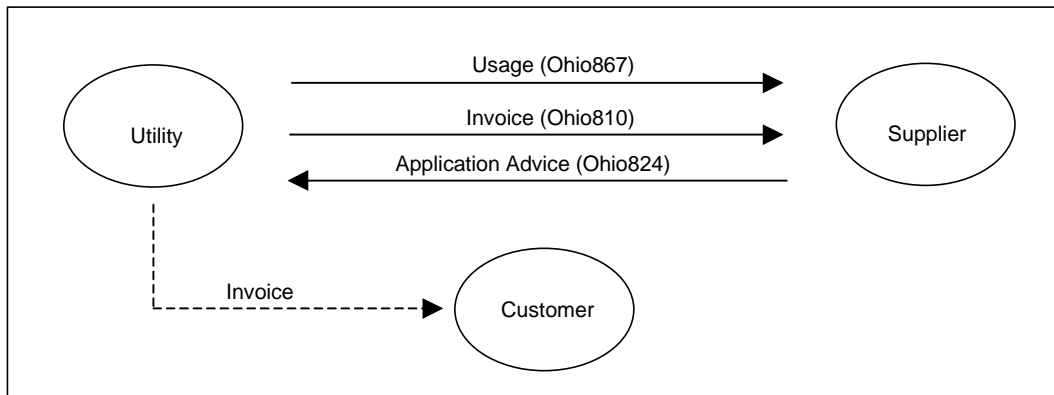 Usage (Ohio867)
Utility
Invoice (Ohio810)
Supplier
Application Advice (Ohio824)
Invoice
Customer